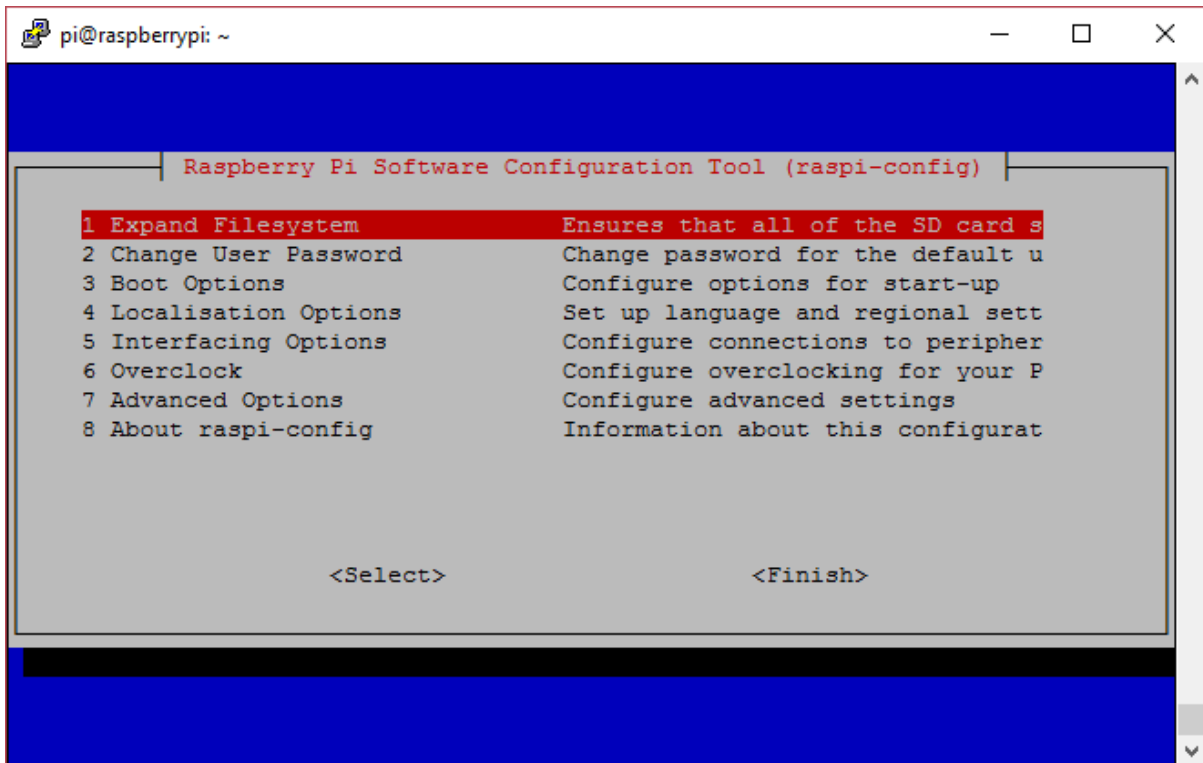 pi@raspberrypi: ~
Raspberry Pi Software Configuration Tool (raspi-config)
1 Expand Filesystem Ensures that all of the SD card s
2 Change User Password Change password for the default u
3 Boot Options Configure options for start-up
4 Localisation Options Set up language and regional sett
5 Interfacing Options Configure connections to peripher
6 Overclock Configure overclocking for your P
7 Advanced Options Configure advanced settings
8 About raspi-config Information about this configurat
<Select> <Finish>